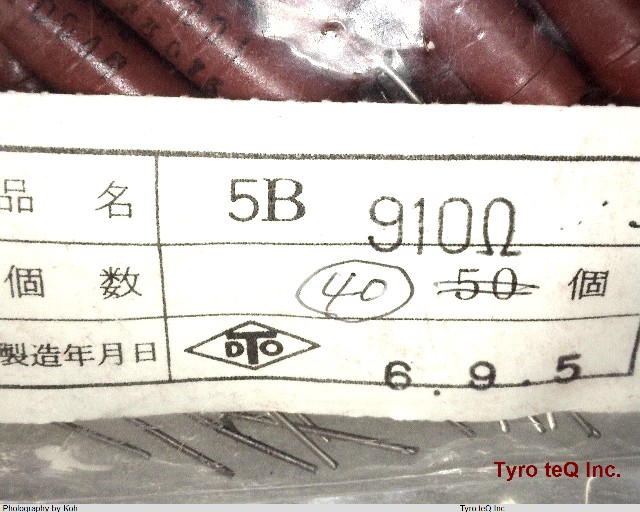 品名 5B 910Ω
個数 40 50 個
製造年月日 DTO 6.9.5
Tyro teQ Inc.
Photography by Koh Tyro teQ Inc